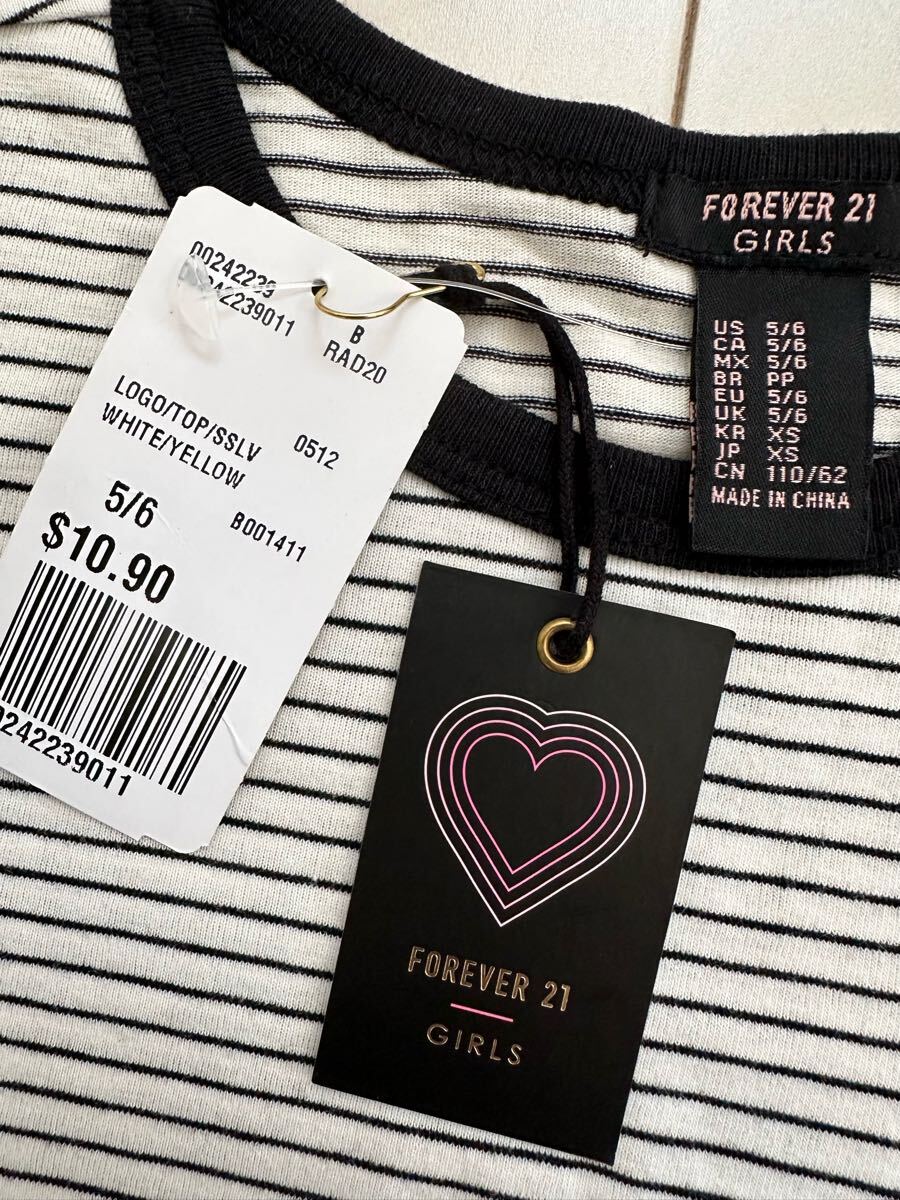 00242239
B
RAD20
LOGO/TOP/SSLV 0512
WHITE/YELLOW
5/6 B001411
$10.90
0242239011
FOREVER 21
GIRLS
US 5/6
CA 5/6
MX 5/6
BR PP
EU 5/6
UK 5/6
KR XS
JP XS
CN 110/62
MADE IN CHINA
FOREVER 21
GIRLS